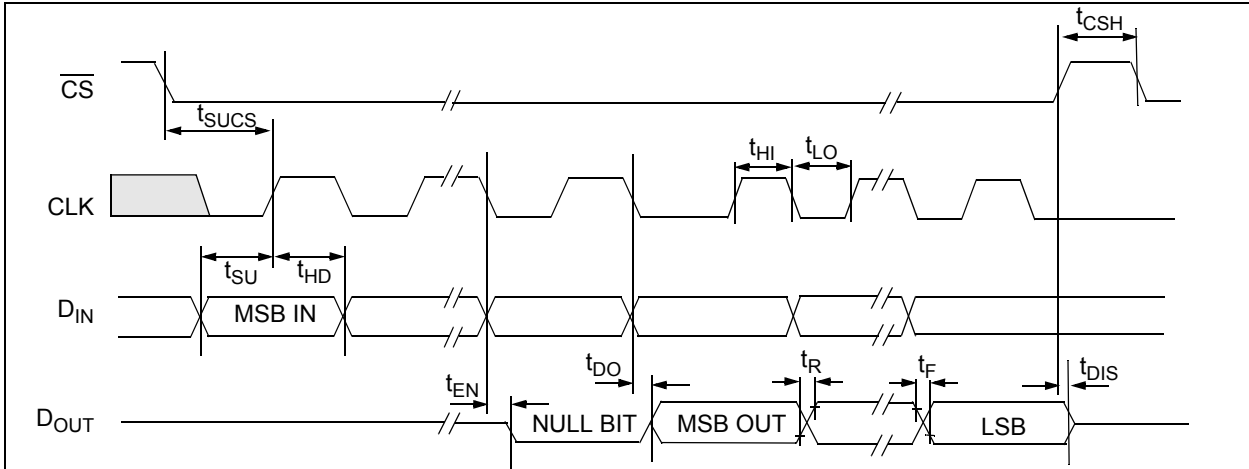 tCSH
CS
tSUCS
tHI tLO
CLK
tSU tHD
DIN
MSB IN
tDO
tR
tF
tDIS
tEN
DOUT
NULL BIT
MSB OUT
LSB